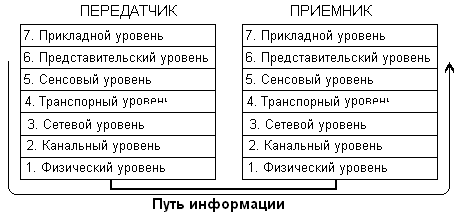 ПЕРЕДАТЧИК
7. Прикладной уровень
6. Представительский уровень
5. Сенсовый уровень
4. Транспорный уровень
3. Сетевой уровень
2. Канальный уровень
1. Физический уровень
ПРИЕМНИК
7. Прикладной уровень
6. Представительский уровень
5. Сенсовый уровень
4. Транспорный уровень
3. Сетевой уровень
2. Канальный уровень
1. Физический уровень
Путь информации